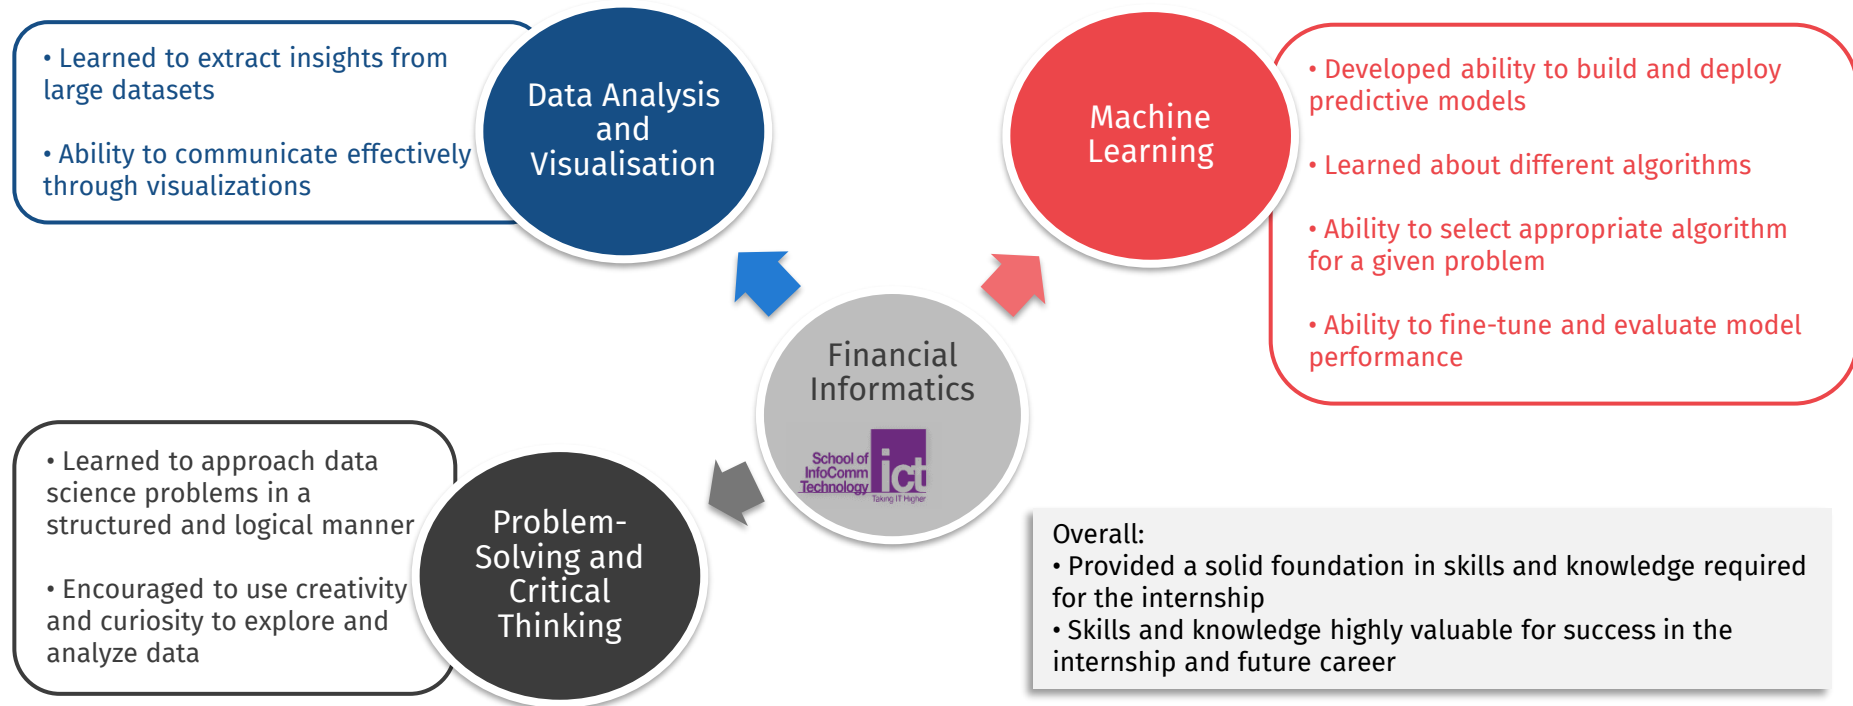 • Learned to extract insights from
large datasets
• Ability to communicate effectively
through visualizations
Data Analysis
and
Visualisation
Machine
Learning
• Developed ability to build and deploy
predictive models
• Learned about different algorithms
• Ability to select appropriate algorithm
for a given problem
• Ability to fine-tune and evaluate model
performance
Financial
Informatics
School of
InfoComm
Technology
ict
Taking IT Higher
• Learned to approach data
science problems in a
structured and logical manner
• Encouraged to use creativity
and curiosity to explore and
analyze data
Problem-
Solving and
Critical
Thinking
Overall:
• Provided a solid foundation in skills and knowledge required
for the internship
• Skills and knowledge highly valuable for success in the
internship and future career